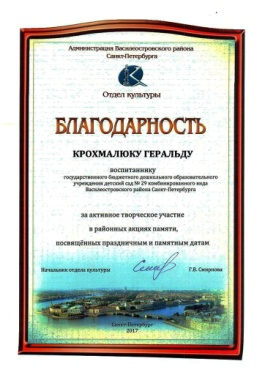 Администрация Василеостровского района
Санкт-Петербурга
Отдел культуры
БЛАГОДАРНОСТЬ
КРОХМАЛЮКУ ГЕРАЛЬДУ
воспитаннику
государственного бюджетного дошкольного образовательного
учреждения детский сад № 29 комбинированного вида
Василеостровского района Санкт-Петербурга
за активное творческое участие
в районных акциях памяти,
посвящённых праздничным и памятным датам
Начальник отдела культуры
Г.В. Смирнова
Санкт-Петербург
2017